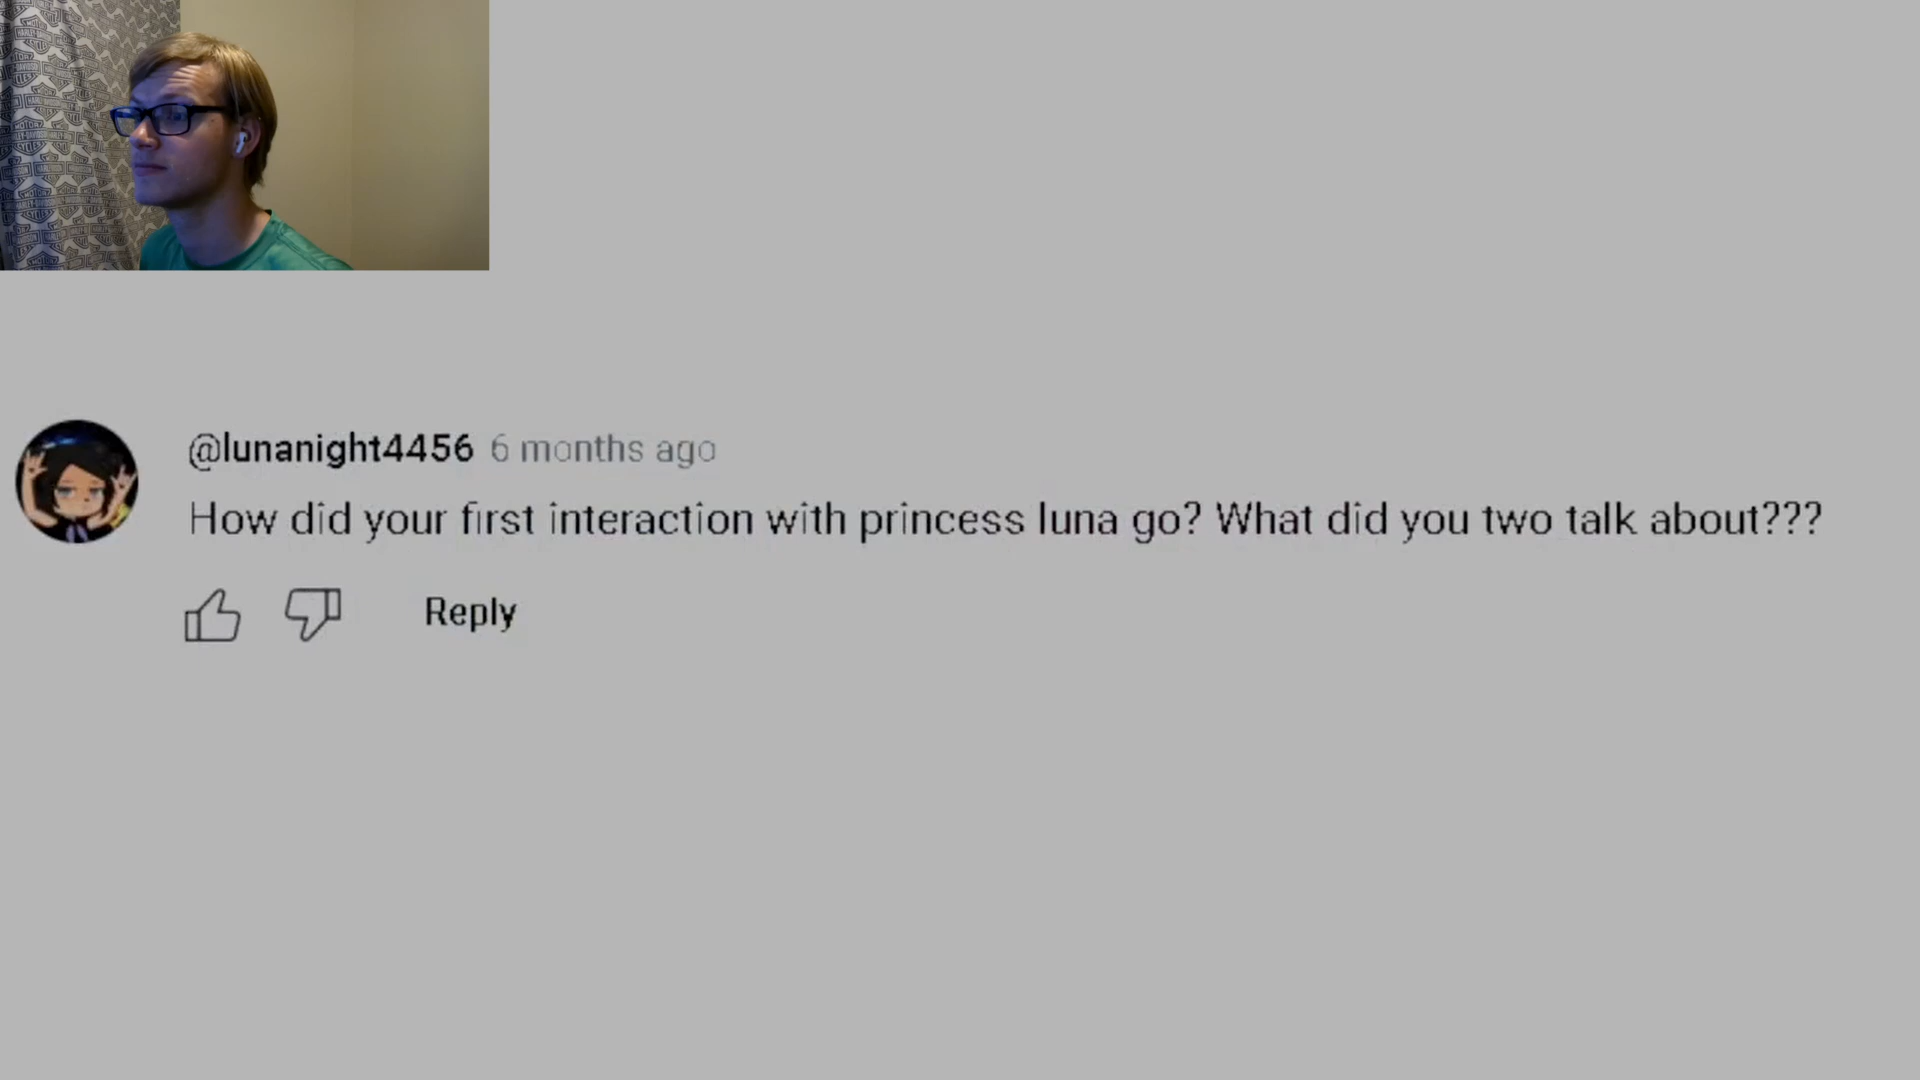 @lunanight4456 6 months ago
How did your first interaction with princess luna go? What did you two talk about???
Reply